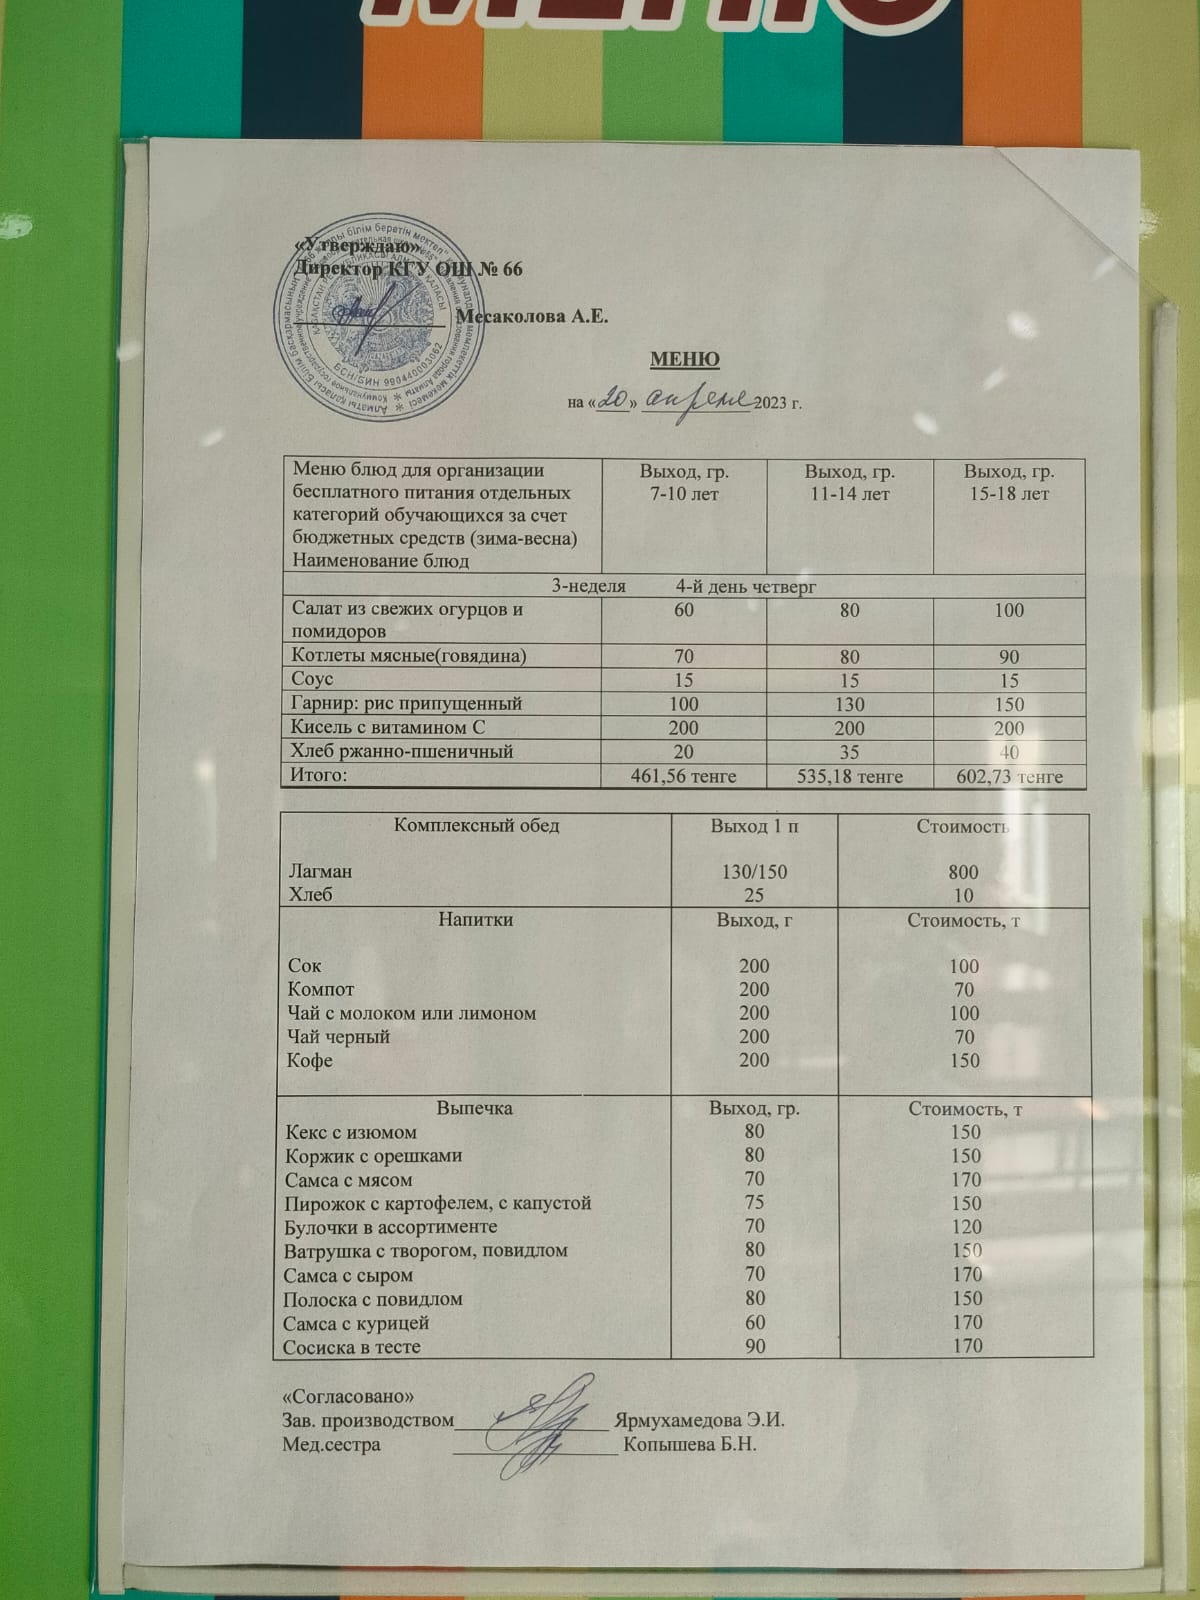 МЕНЮ
«Утверждаю»
Директор КГУ ОШ № 66
Месаколова А.Е.
БСН/БИН 990440003062
МЕНЮ
на «20» апреля 2023 г.
Меню блюд для организации бесплатного питания отдельных категорий обучающихся за счет бюджетных средств (зима-весна) Наименование блюд | Выход, гр. 7-10 лет | Выход, гр. 11-14 лет | Выход, гр. 15-18 лет
3-неделя 4-й день четверг
Салат из свежих огурцов и помидоров 60 80 100
Котлеты мясные(говядина) 70 80 90
Соус 15 15 15
Гарнир: рис припущенный 100 130 150
Кисель с витамином С 200 200 200
Хлеб ржанно-пшеничный 20 35 40
Итого: 461,56 тенге 535,18 тенге 602,73 тенге
Комплексный обед Выход 1 п Стоимость
Лагман 130/150 800
Хлеб 25 10
Напитки Выход, г Стоимость, т
Сок 200 100
Компот 200 70
Чай с молоком или лимоном 200 100
Чай черный 200 70
Кофе 200 150
Выпечка Выход, гр. Стоимость, т
Кекс с изюмом 80 150
Коржик с орешками 80 150
Самса с мясом 70 170
Пирожок с картофелем, с капустой 75 150
Булочки в ассортименте 70 120
Ватрушка с творогом, повидлом 80 150
Самса с сыром 70 170
Полоска с повидлом 80 150
Самса с курицей 60 170
Сосиска в тесте 90 170
«Согласовано»
Зав. производством Ярмухамедова Э.И.
Мед.сестра Копышева Б.Н.